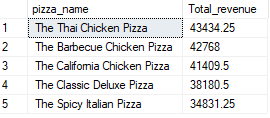 pizza_name Total_revenue
1 The Thai Chicken Pizza 43434.25
2 The Barbecue Chicken Pizza 42768
3 The California Chicken Pizza 41409.5
4 The Classic Deluxe Pizza 38180.5
5 The Spicy Italian Pizza 34831.25